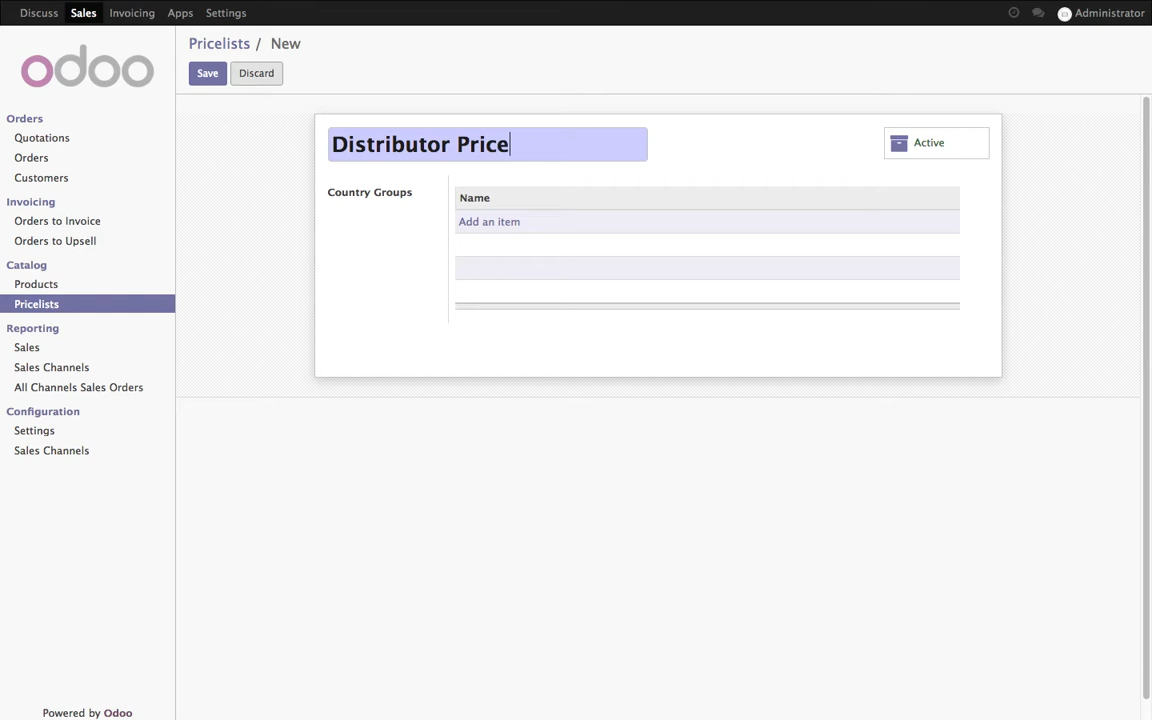 Discuss Sales Invoicing Apps Settings Administrator
odoo
Pricelists / New
Save Discard
Orders
Quotations
Orders
Customers
Invoicing
Orders to Invoice
Orders to Upsell
Catalog
Products
Pricelists
Reporting
Sales
Sales Channels
All Channels Sales Orders
Configuration
Settings
Sales Channels
Powered by Odoo
Distributor Price
Active
Country Groups
Name
Add an item